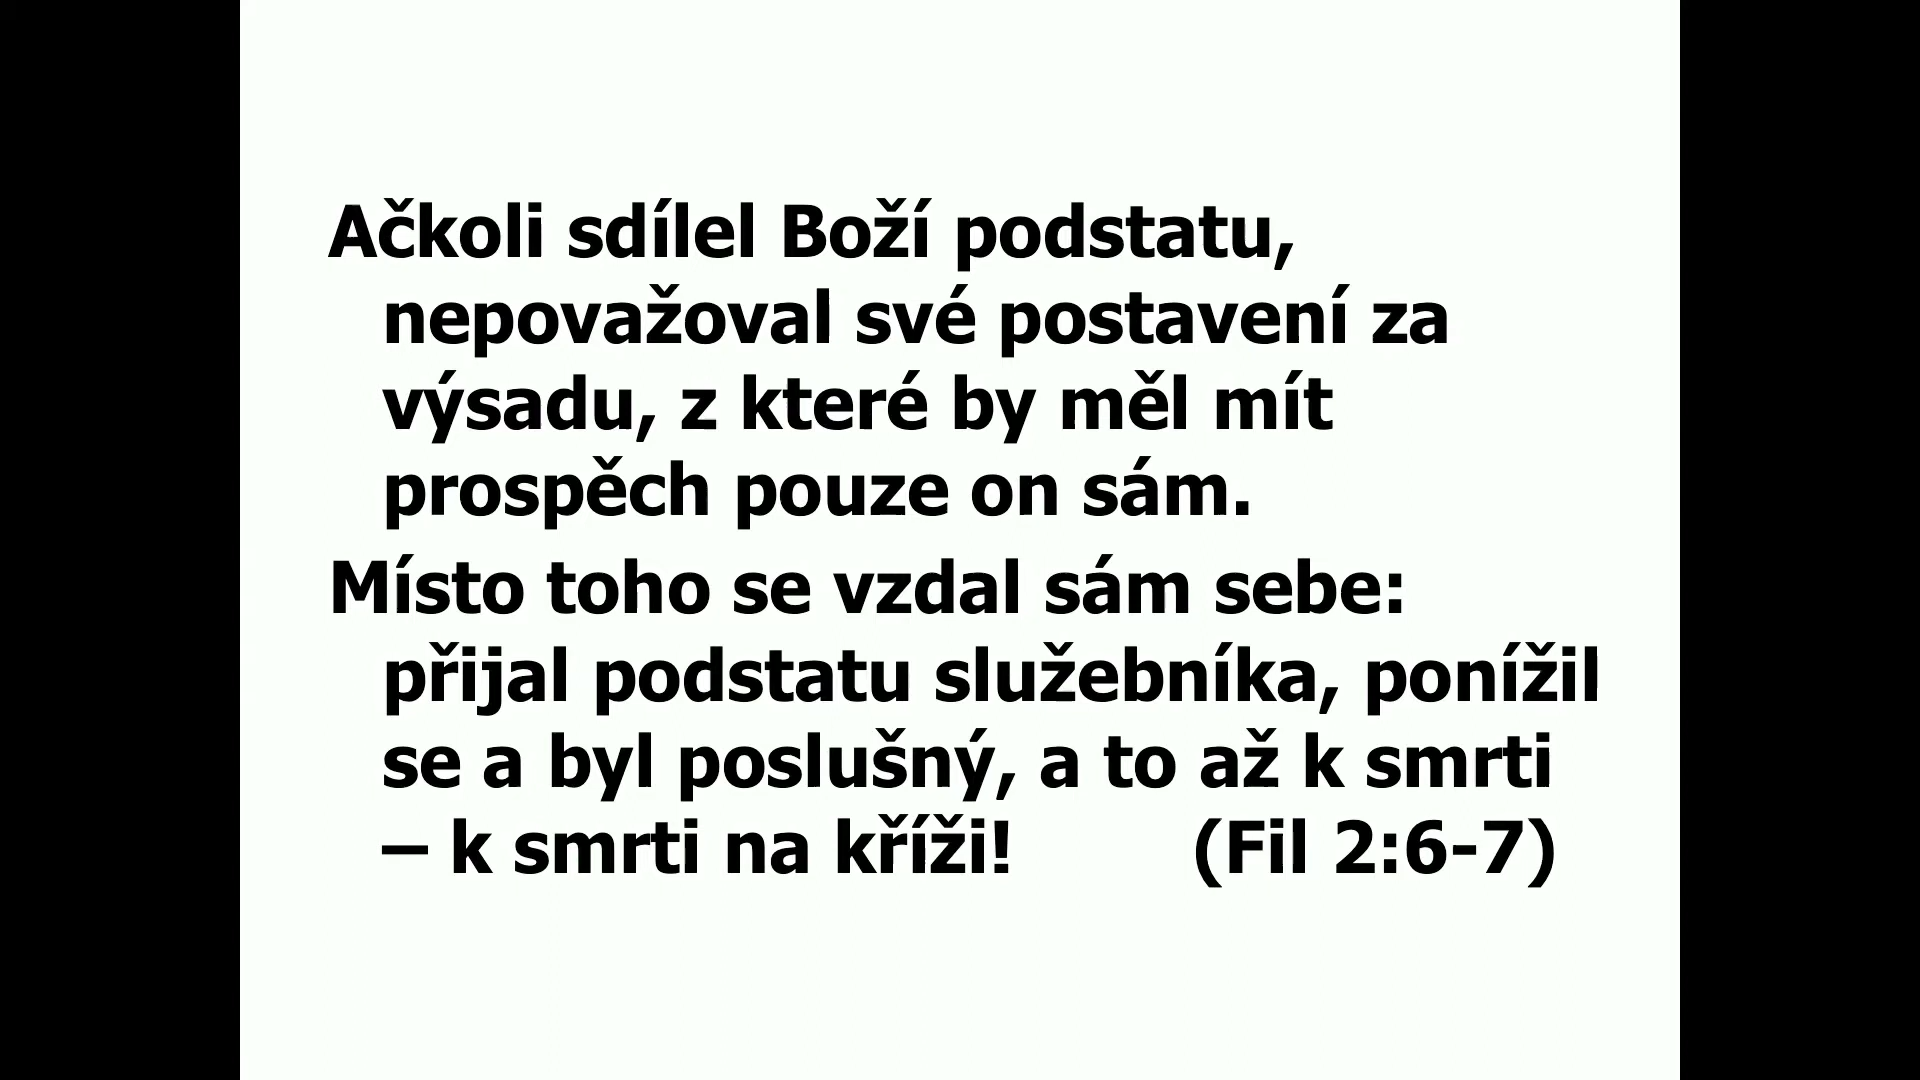 Ačkoli sdílel Boží podstatu,
nepovažoval své postavení za
výsadu, z které by měl mít
prospěch pouze on sám.
Místo toho se vzdal sám sebe:
přijal podstatu služebníka, ponížil
se a byl poslušný, a to až k smrti
– k smrti na kříži! (Fil 2:6-7)